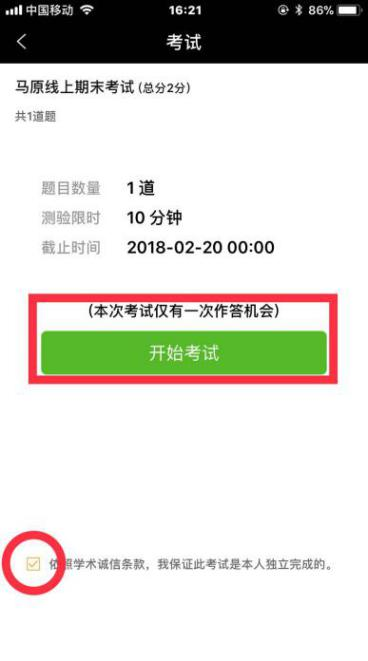 中国移动 16:21 86%
考试
马原线上期末考试 (总分2分)
共1道题
题目数量 1 道
测验限时 10 分钟
截止时间 2018-02-20 00:00
(本次考试仅有一次作答机会)
开始考试
依照学术诚信条款，我保证此考试是本人独立完成的。